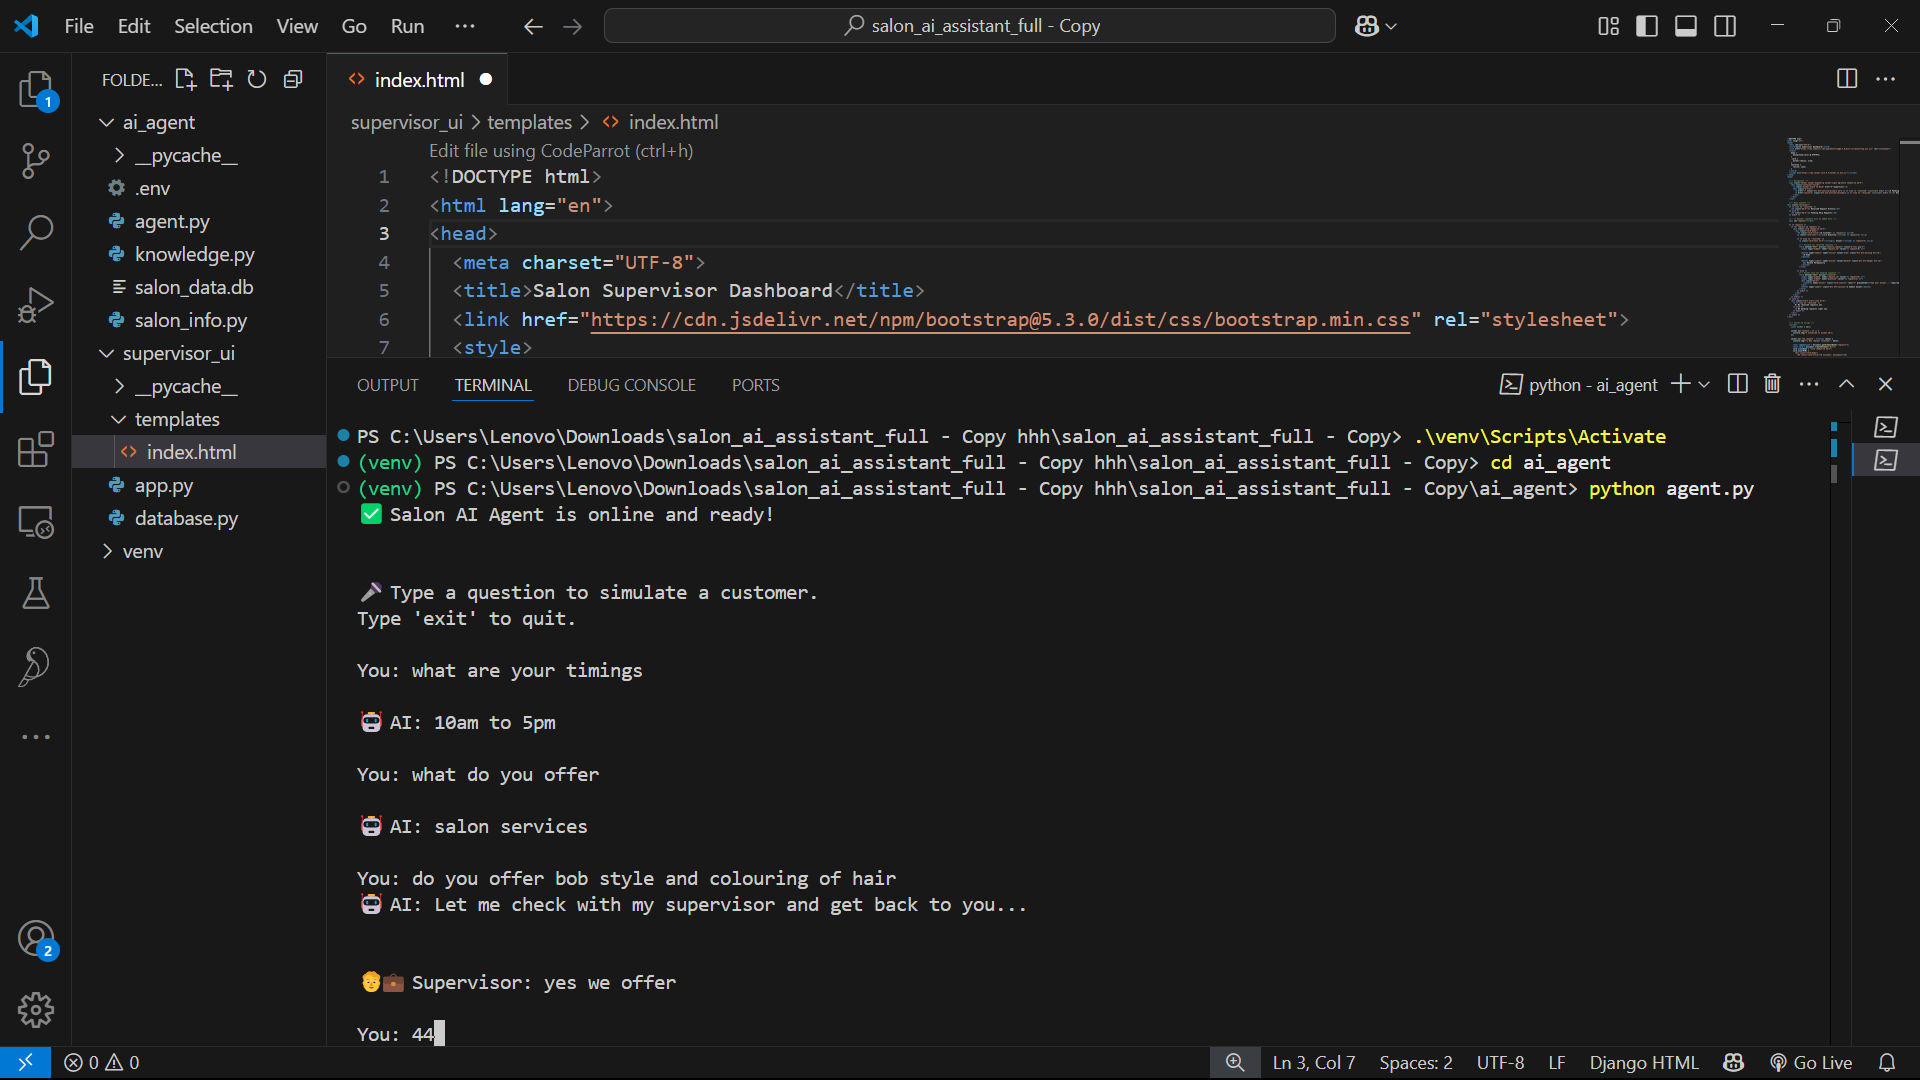 File Edit Selection View Go Run
salon_ai_assistant_full - Copy
FOLDE...
index.html
1
ai_agent
__pycache__
.env
agent.py
knowledge.py
salon_data.db
salon_info.py
supervisor_ui
__pycache__
templates
index.html
app.py
database.py
venv
2
supervisor_ui > templates > index.html
Edit file using CodeParrot (ctrl+h)
1 <!DOCTYPE html>
2 <html lang="en">
3 <head>
4 <meta charset="UTF-8">
5 <title>Salon Supervisor Dashboard</title>
6 <link href="https://cdn.jsdelivr.net/npm/bootstrap@5.3.0/dist/css/bootstrap.min.css" rel="stylesheet">
7 <style>
OUTPUT TERMINAL DEBUG CONSOLE PORTS
python - ai_agent
PS C:\Users\Lenovo\Downloads\salon_ai_assistant_full - Copy hhh\salon_ai_assistant_full - Copy> .\venv\Scripts\Activate
(venv) PS C:\Users\Lenovo\Downloads\salon_ai_assistant_full - Copy hhh\salon_ai_assistant_full - Copy> cd ai_agent
(venv) PS C:\Users\Lenovo\Downloads\salon_ai_assistant_full - Copy hhh\salon_ai_assistant_full - Copy\ai_agent> python agent.py
✅ Salon AI Agent is online and ready!
🎤 Type a question to simulate a customer.
Type 'exit' to quit.
You: what are your timings
🤖 AI: 10am to 5pm
You: what do you offer
🤖 AI: salon services
You: do you offer bob style and colouring of hair
🤖 AI: Let me check with my supervisor and get back to you...
🧑💼 Supervisor: yes we offer
You: 44
0 0
Ln 3, Col 7 Spaces: 2 UTF-8 LF Django HTML Go Live